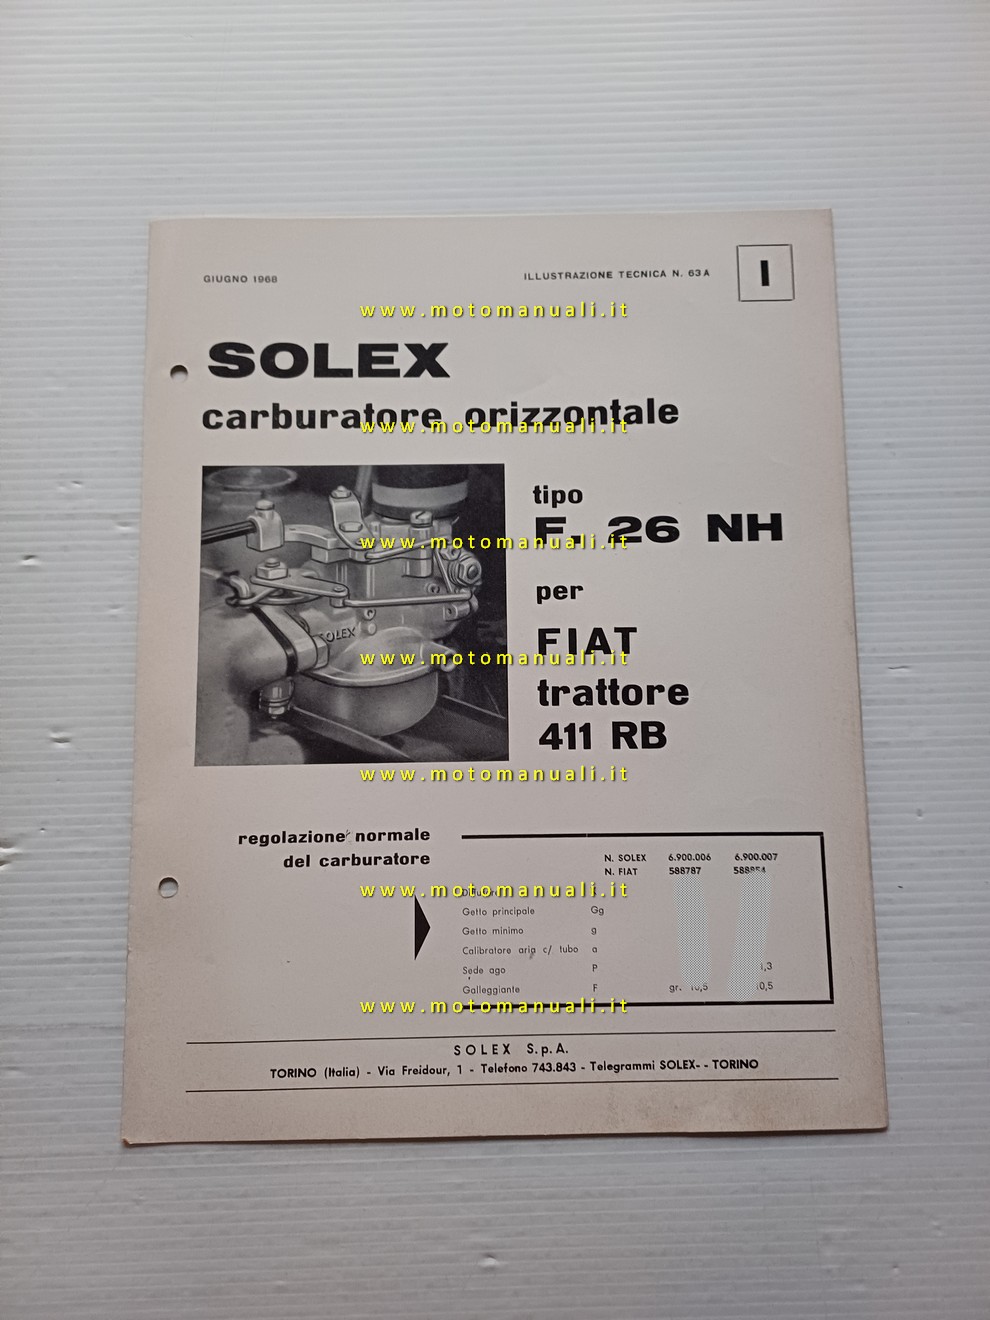 GIUGNO 1968
ILLUSTRAZIONE TECNICA N. 63 A
I
www.motomanuali.it
SOLEX
carburatore orizzontale
www.motomanuali.it
tipo
F. 26 NH
www.motomanuali.it
per
SOLEX
FIAT
www.motomanuali.it
trattore
411 RB
www.motomanuali.it
regolazione normale
del carburatore
N. SOLEX 6.900.006 6.900.007
N. FIAT 588787
www.motomanuali.it
Getto principale Gg
Getto minimo g
Calibratore aria c/ tubo a
Sede ago P
Galleggiante F gr.
www.motomanuali.it
SOLEX S.p.A.
TORINO (Italia) - Via Freidour, 1 - Telefono 743.843 - Telegrammi SOLEX- - TORINO